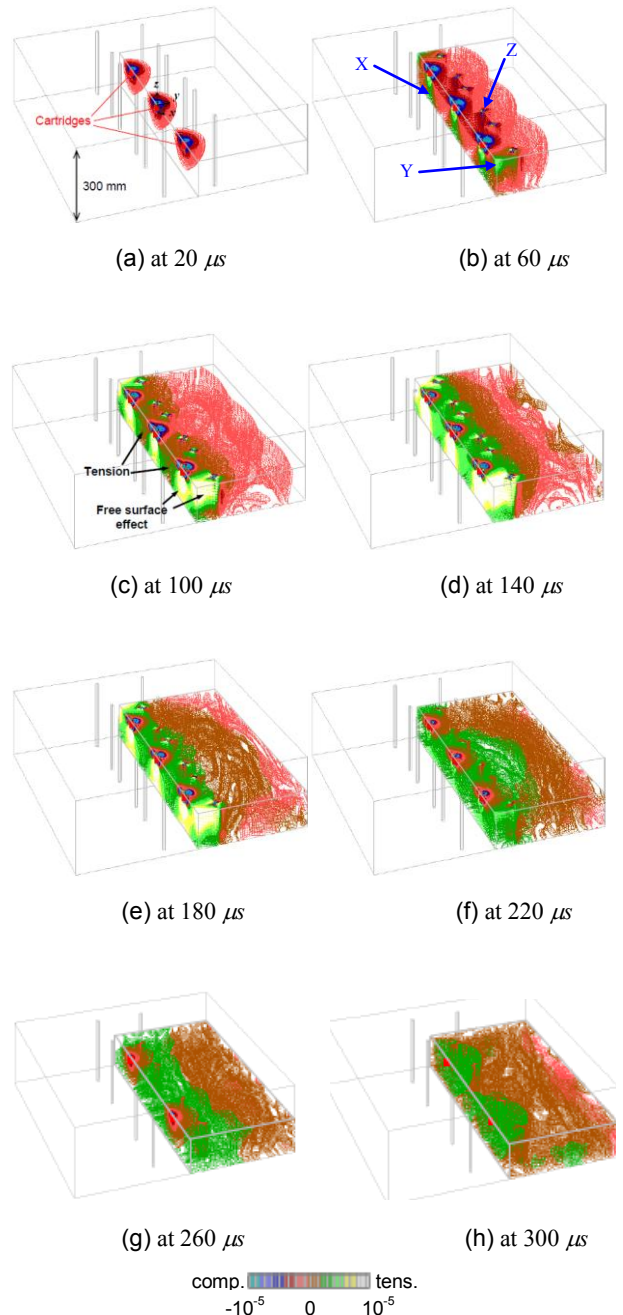 z
y
x
Cartridges
300 mm
X
Z
Y
(a) at 20 μs
(b) at 60 μs
Tension
Free surface
effect
(c) at 100 μs
(d) at 140 μs
(e) at 180 μs
(f) at 220 μs
(g) at 260 μs
(h) at 300 μs
comp. tens.
-10⁻⁵ 0 10⁻⁵